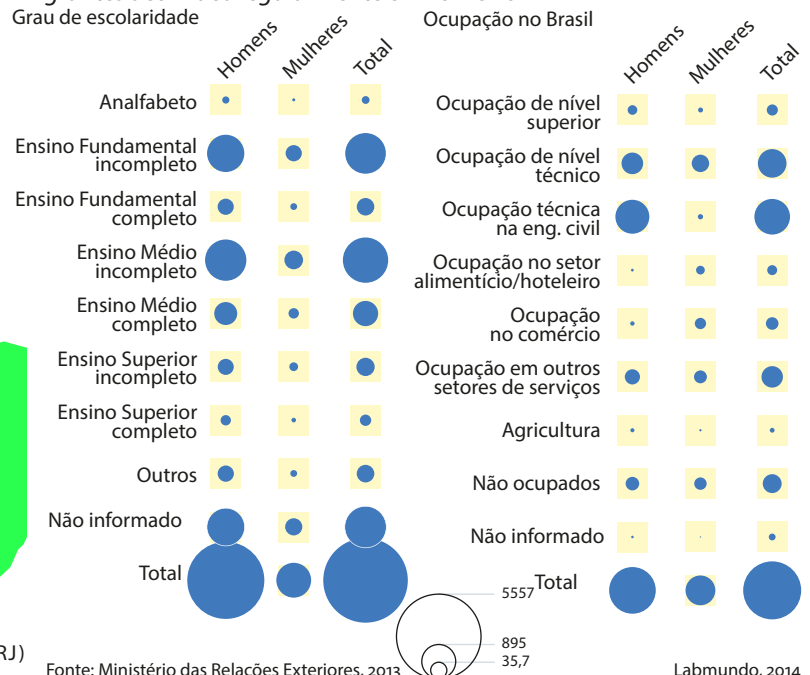 Grau de escolaridade
Homens
Mulheres
Total
Analfabeto
Ensino Fundamental
incompleto
Ensino Fundamental
completo
Ensino Médio
incompleto
Ensino Médio
completo
Ensino Superior
incompleto
Ensino Superior
completo
Outros
Não informado
Total
Ocupação no Brasil
Homens
Mulheres
Total
Ocupação de nível
superior
Ocupação de nível
técnico
Ocupação técnica
na eng. civil
Ocupação no setor
alimentício/hoteleiro
Ocupação
no comércio
Ocupação em outros
setores de serviços
Agricultura
Não ocupados
Não informado
Total
5557
895
35,7
RJ)
Fonte: Ministério das Relações Exteriores, 2013
Labmundo, 2014